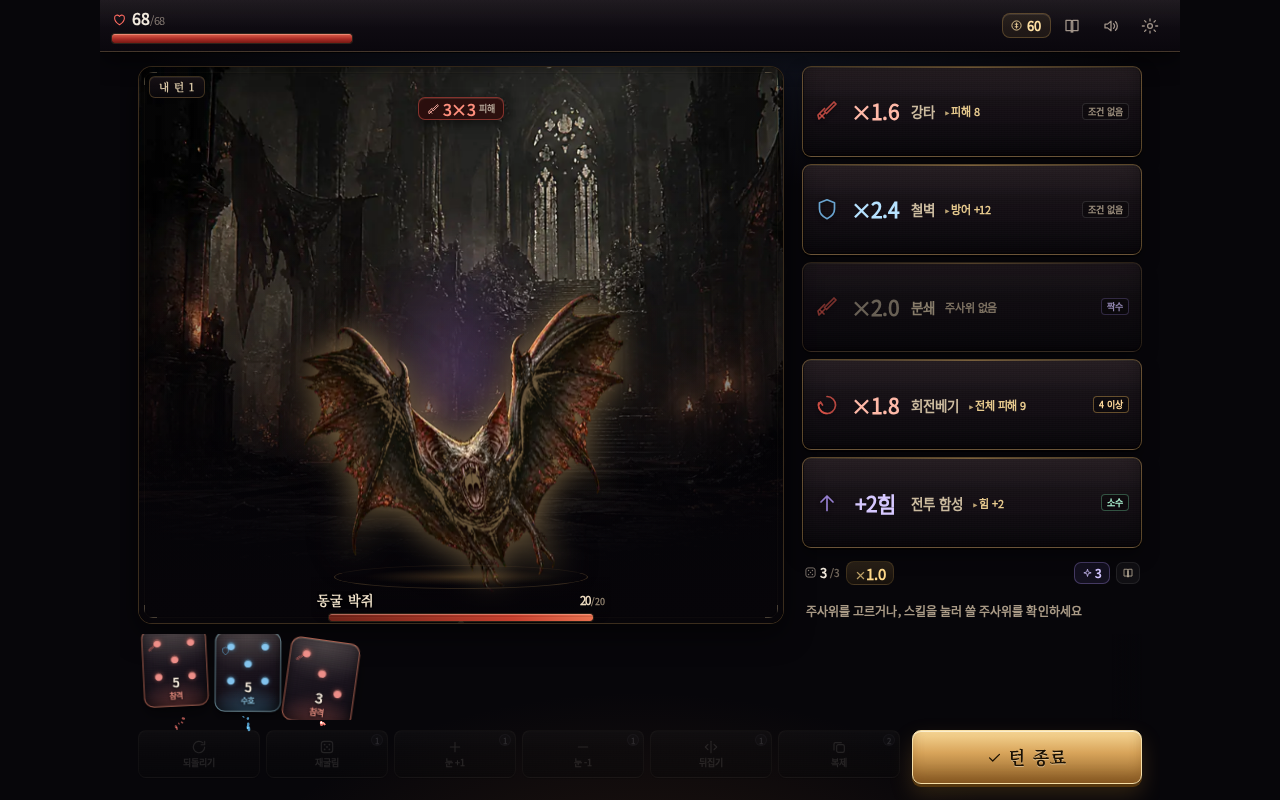 68/68
60
내 턴 1
3×3 피해
×1.6 강타 ▸피해 8 조건 없음
×2.4 철벽 ▸방어 +12 조건 없음
×2.0 분쇄 주사위 없음 짝수
×1.8 회전베기 ▸전체 피해 9 4 이상
+2힘 전투 함성 ▸힘 +2 소수
3/3 ×1.0 3
주사위를 고르거나, 스킬을 눌러 쓸 주사위를 확인하세요
동굴 박쥐 20/20
5 참격
5 수호
3 참격
되돌리기
재굴림 1
눈 +1 1
눈 -1 1
뒤집기 1
복제 2
턴 종료